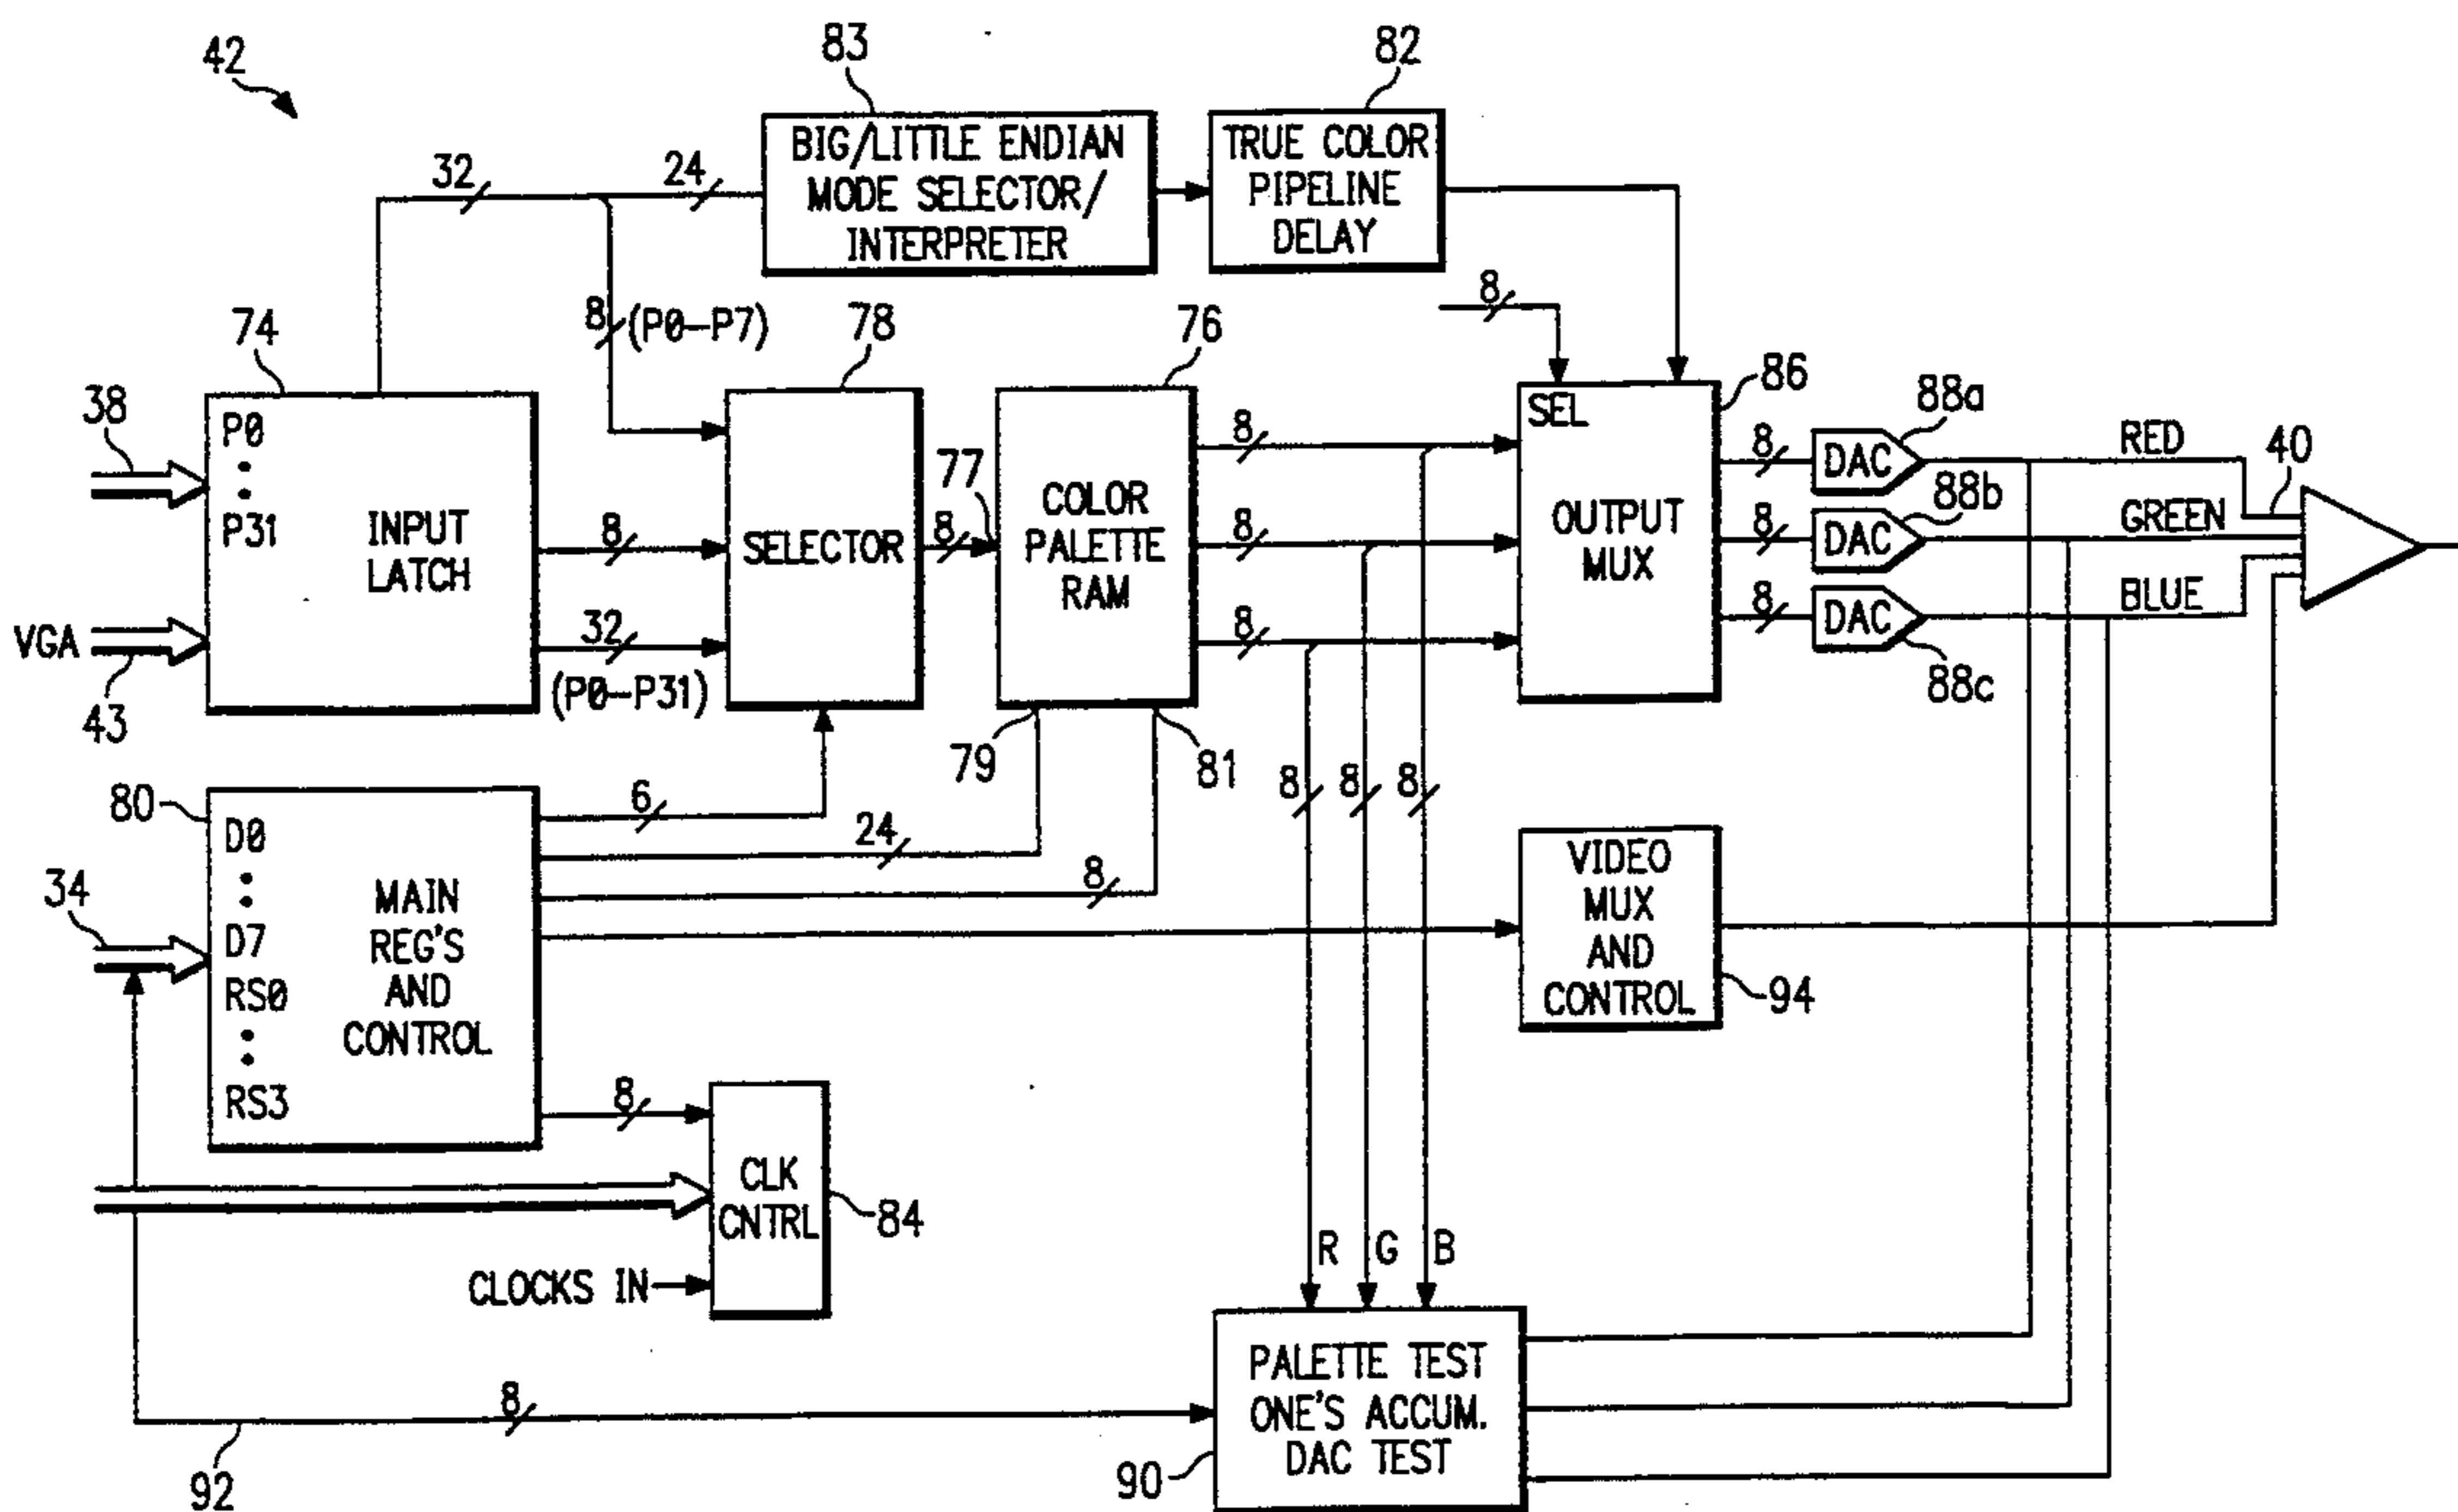 42
83
82
BIG/LITTLE ENDIAN
MODE SELECTOR/
INTERPRETER
TRUE COLOR
PIPELINE
DELAY
32
24
8
(P0-P7)
8
74
78
76
86
38
P0
P31
INPUT
LATCH
VGA
43
8
32
(P0-P31)
SELECTOR
8
77
COLOR
PALETTE
RAM
79
81
8
8
8
SEL
OUTPUT
MUX
8
8
8
DAC
DAC
DAC
88a
88b
88c
RED
GREEN
BLUE
40
80
34
D0
D7
RS0
RS3
MAIN
REG'S
AND
CONTROL
6
24
8
8
8
8
8
VIDEO
MUX
AND
CONTROL
94
CLK
CNTRL
84
CLOCKS IN
R
G
B
8
92
PALETTE TEST
ONE'S ACCUM.
DAC TEST
90